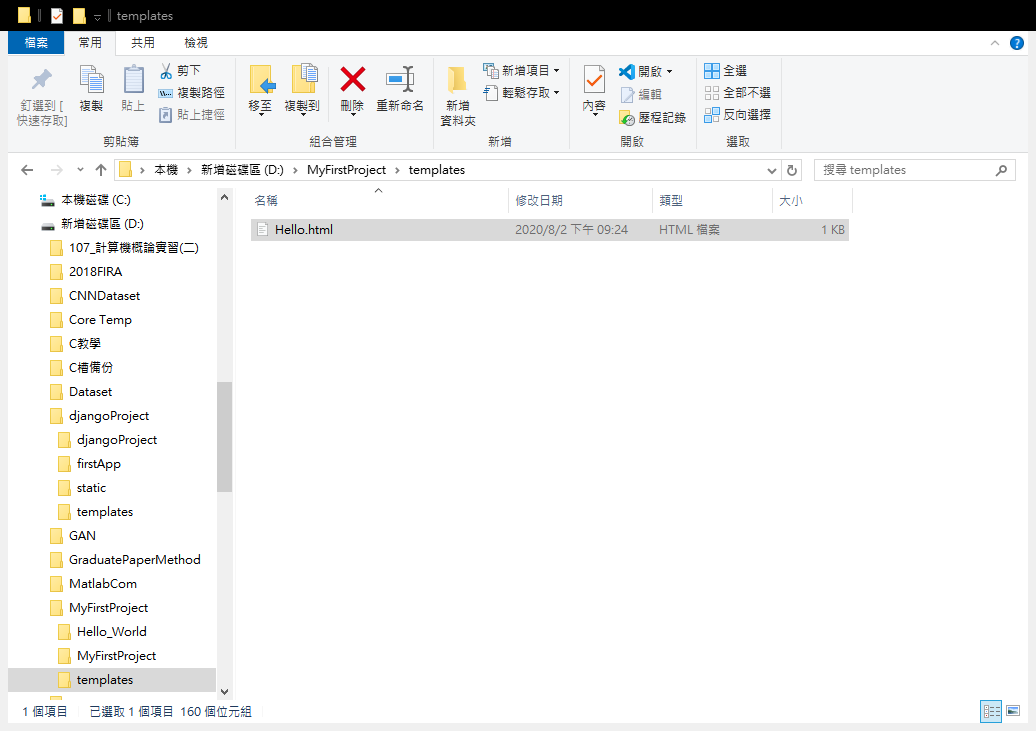 templates
檔案 常用 共用 檢視
釘選到 [快速存取]
複製
貼上
剪下
複製路徑
貼上捷徑
剪貼簿
移至
複製到
刪除
重新命名
組合管理
新增資料夾
新增項目
輕鬆存取
新增
內容
開啟
編輯
歷程記錄
開啟
全選
全部不選
反向選擇
選取
本機 > 新增磁碟區 (D:) > MyFirstProject > templates
搜尋 templates
本機磁碟 (C:)
新增磁碟區 (D:)
107_計算機概論實習(二)
2018FIRA
CNNDataset
Core Temp
C教學
C槽備份
Dataset
djangoProject
djangoProject
firstApp
static
templates
GAN
GraduatePaperMethod
MatlabCom
MyFirstProject
Hello_World
MyFirstProject
templates
名稱 修改日期 類型 大小
Hello.html 2020/8/2 下午 09:24 HTML 檔案 1 KB
1 個項目 已選取 1 個項目 160 個位元組